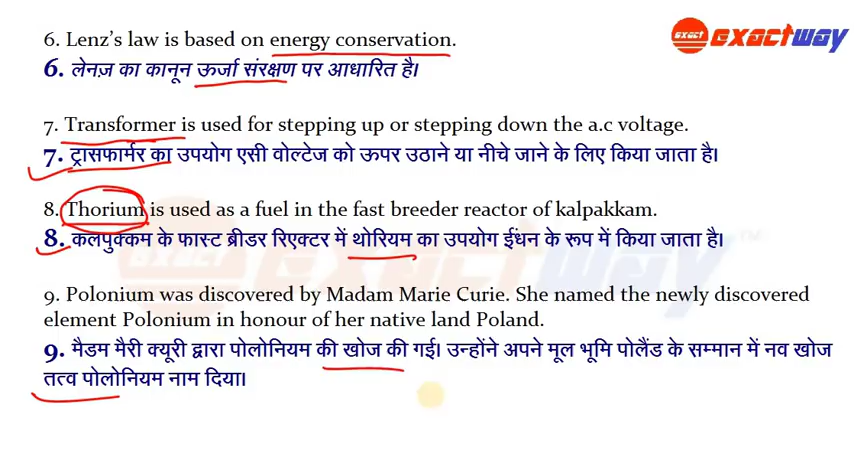 exact exactway
6. Lenz's law is based on energy conservation.
6. लेनज़ का कानून ऊर्जा संरक्षण पर आधारित है।
7. Transformer is used for stepping up or stepping down the a.c voltage.
7. ट्रासफार्मर का उपयोग एसी वोल्टेज को ऊपर उठाने या नीचे जाने के लिए किया जाता है।
8. Thorium is used as a fuel in the fast breeder reactor of kalpakkam.
8. कलपुक्कम के फास्ट ब्रीडर रिएक्टर में थोरियम का उपयोग ईंधन के रूप में किया जाता है।
exact exactway TM
9. Polonium was discovered by Madam Marie Curie. She named the newly discovered
element Polonium in honour of her native land Poland.
9. मैडम मैरी क्यूरी द्वारा पोलोनियम की खोज की गई। उन्होंने अपने मूल भूमि पोलैंड के सम्मान में नव खोज
तत्व पोलोनियम नाम दिया।